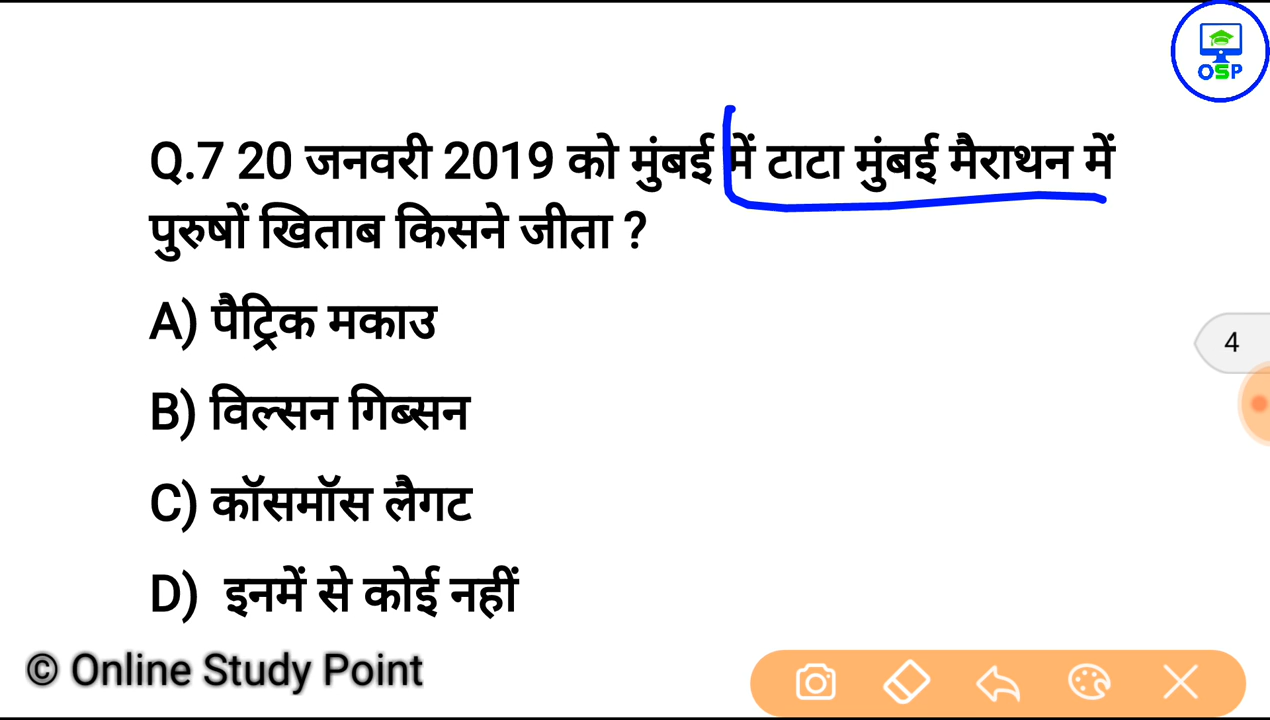 OSP
Q.7 20 जनवरी 2019 को मुंबई में टाटा मुंबई मैराथन में
पुरुषों खिताब किसने जीता ?
A) पैट्रिक मकाउ
4
B) विल्सन गिब्सन
C) कॉसमॉस लैगट
D) इनमें से कोई नहीं
© Online Study Point